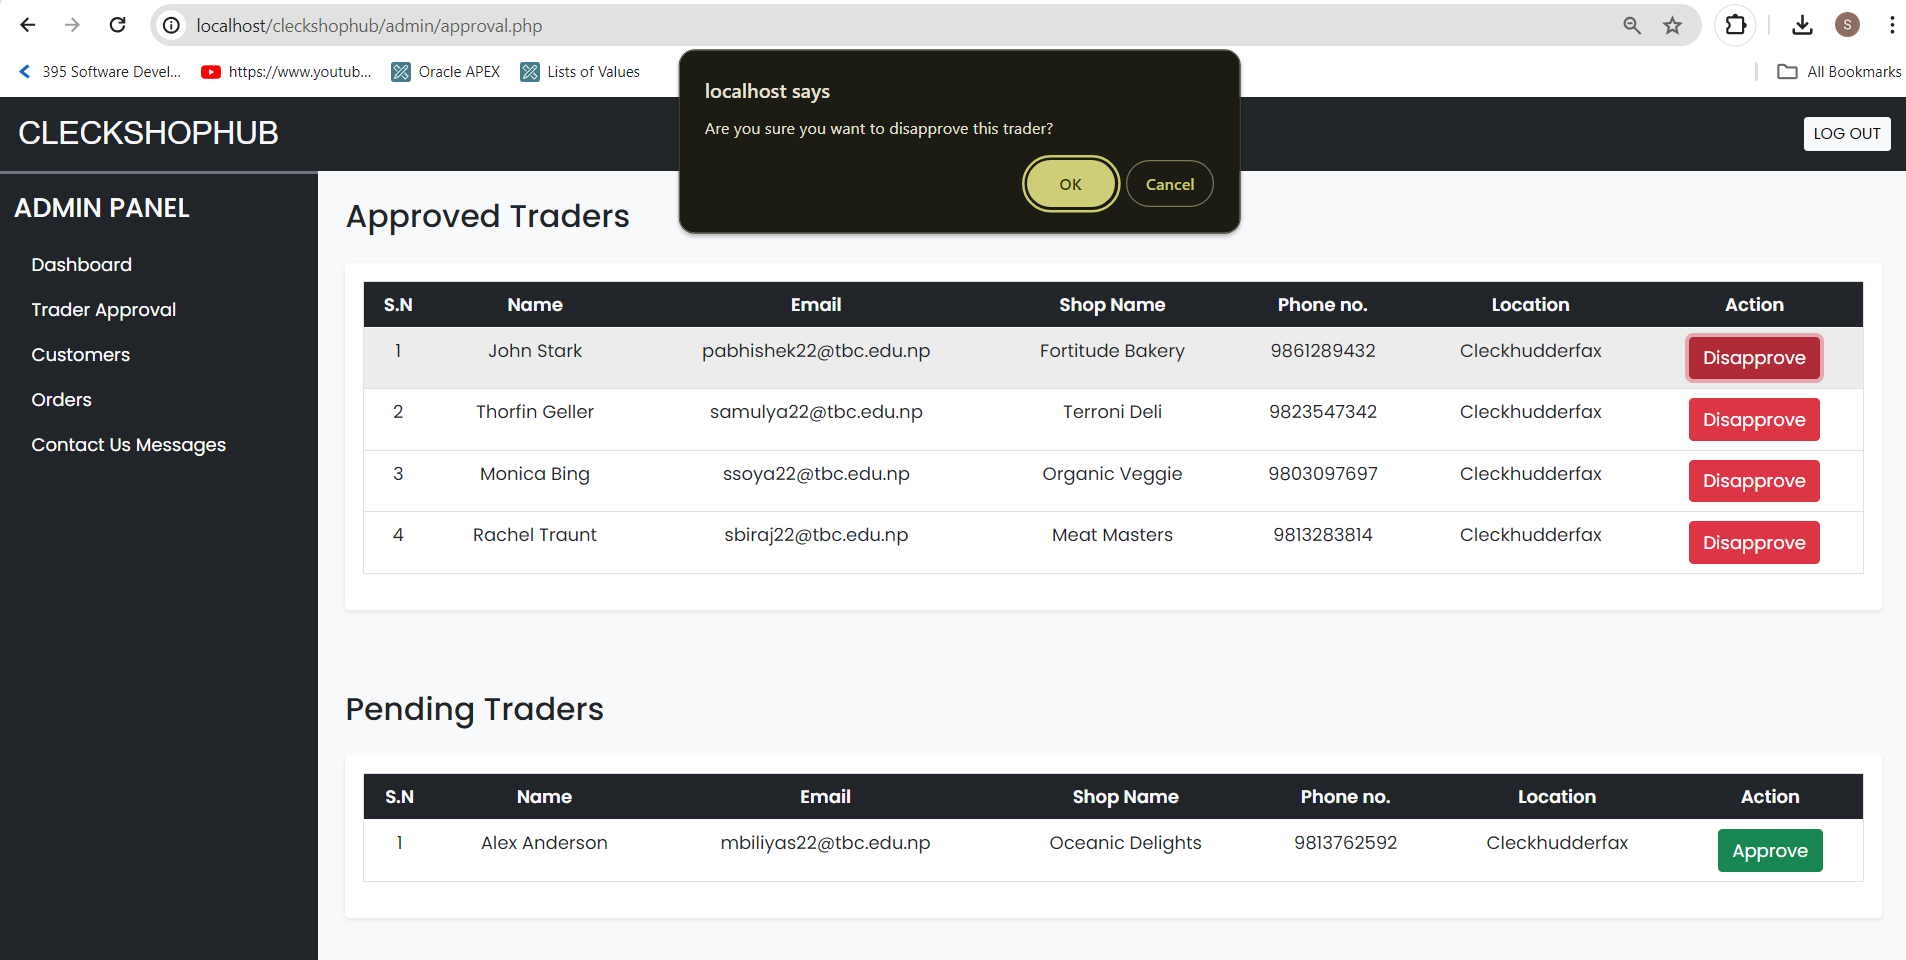 localhost/cleckshophub/admin/approval.php
S
395 Software Devel... https://www.youtub... Oracle APEX Lists of Values All Bookmarks
localhost says
Are you sure you want to disapprove this trader?
OK Cancel
CLECKSHOPHUB LOG OUT
ADMIN PANEL
Dashboard
Trader Approval
Customers
Orders
Contact Us Messages
Approved Traders
S.N Name Email Shop Name Phone no. Location Action
1 John Stark pabhishek22@tbc.edu.np Fortitude Bakery 9861289432 Cleckhudderfax Disapprove
2 Thorfin Geller samulya22@tbc.edu.np Terroni Deli 9823547342 Cleckhudderfax Disapprove
3 Monica Bing ssoya22@tbc.edu.np Organic Veggie 9803097697 Cleckhudderfax Disapprove
4 Rachel Traunt sbiraj22@tbc.edu.np Meat Masters 9813283814 Cleckhudderfax Disapprove
Pending Traders
S.N Name Email Shop Name Phone no. Location Action
1 Alex Anderson mbiliyas22@tbc.edu.np Oceanic Delights 9813762592 Cleckhudderfax Approve